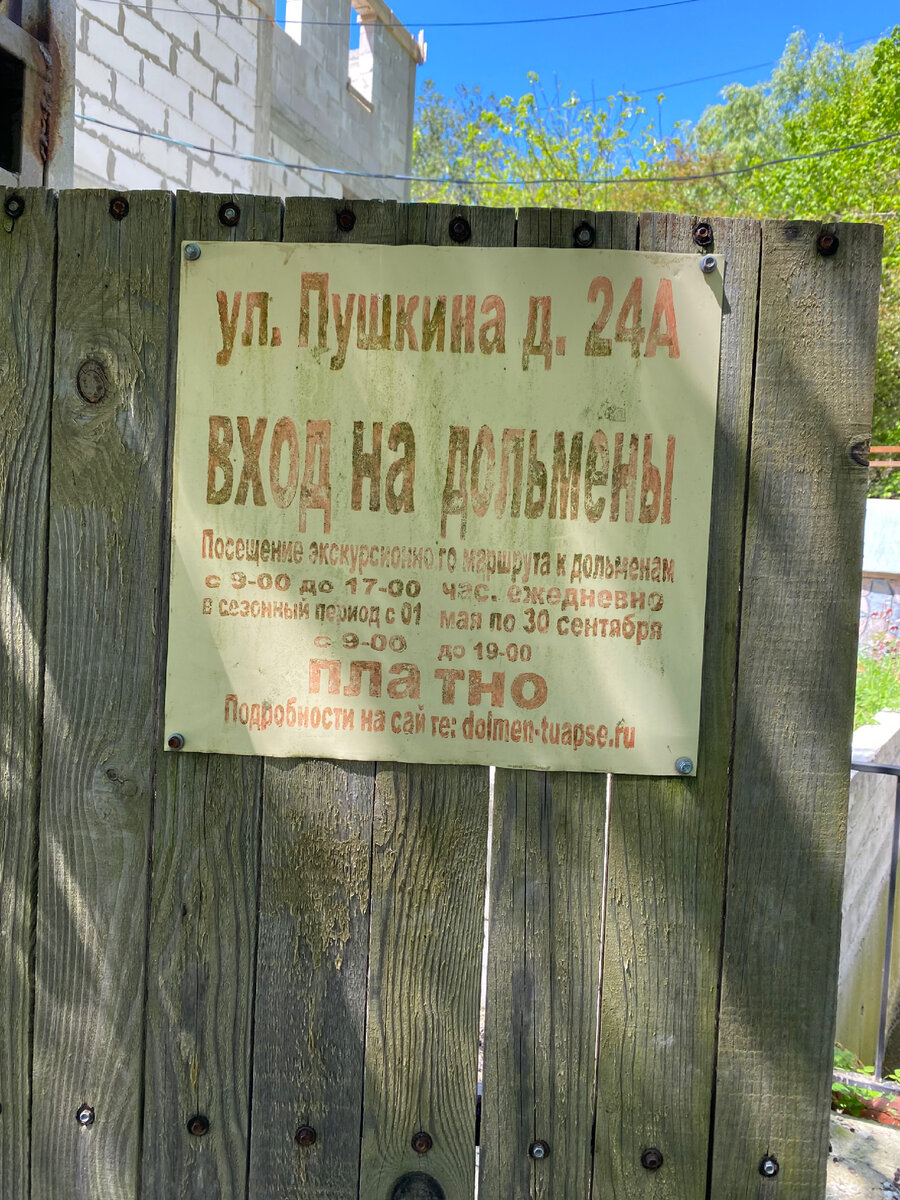 ул. Пушкина д. 24А
вход на дольмены
Посещение экскурсионного маршрута к дольменам
с 9-00 до 17-00 час. ежедневно
в сезонный период с 01 мая по 30 сентября
с 9-00 до 19-00
платно
Подробности на сайте: dolmen-tuapse.ru